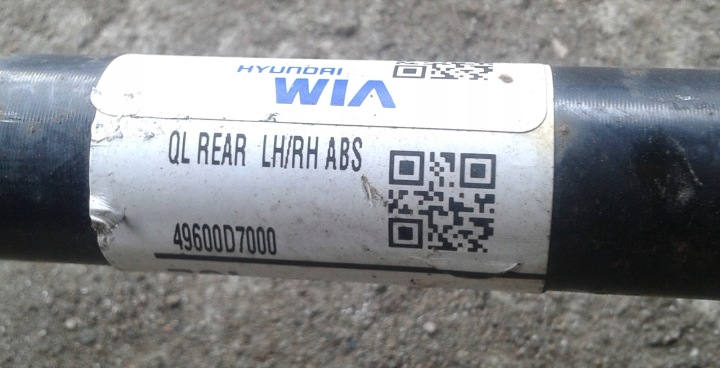 HYUNDAI
WIA
QL REAR LH/RH ABS
49600D7000